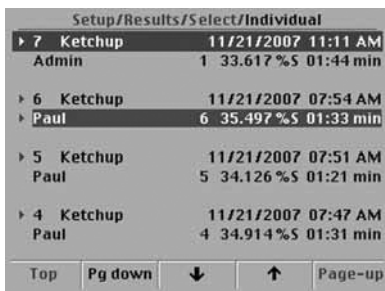 Setup/Results/Select/Individual
7 Ketchup 11/21/2007 11:11 AM
Admin 1 33.617 %S 01:44 min
6 Ketchup 11/21/2007 07:54 AM
Paul 6 35.497 %S 01:33 min
5 Ketchup 11/21/2007 07:51 AM
Paul 5 34.126 %S 01:21 min
4 Ketchup 11/21/2007 07:47 AM
Paul 4 34.914 %S 01:31 min
Top Pg down Page-up